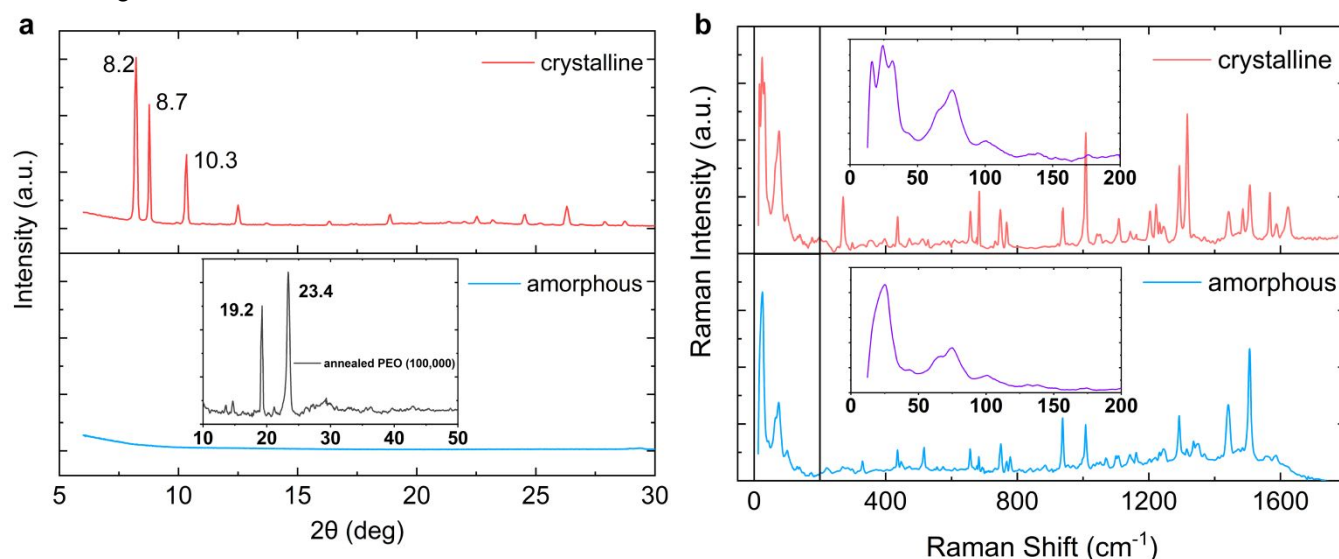 a
crystalline
8.2
8.7
10.3
amorphous
23.4
19.2
annealed PEO (100,000)
10 20 30 40 50
Intensity (a.u.)
5 10 15 20 25 30
2θ (deg)
b
crystalline
0 50 100 150 200
amorphous
0 50 100 150 200
Raman Intensity (a.u.)
0 400 800 1200 1600
Raman Shift (cm⁻¹)